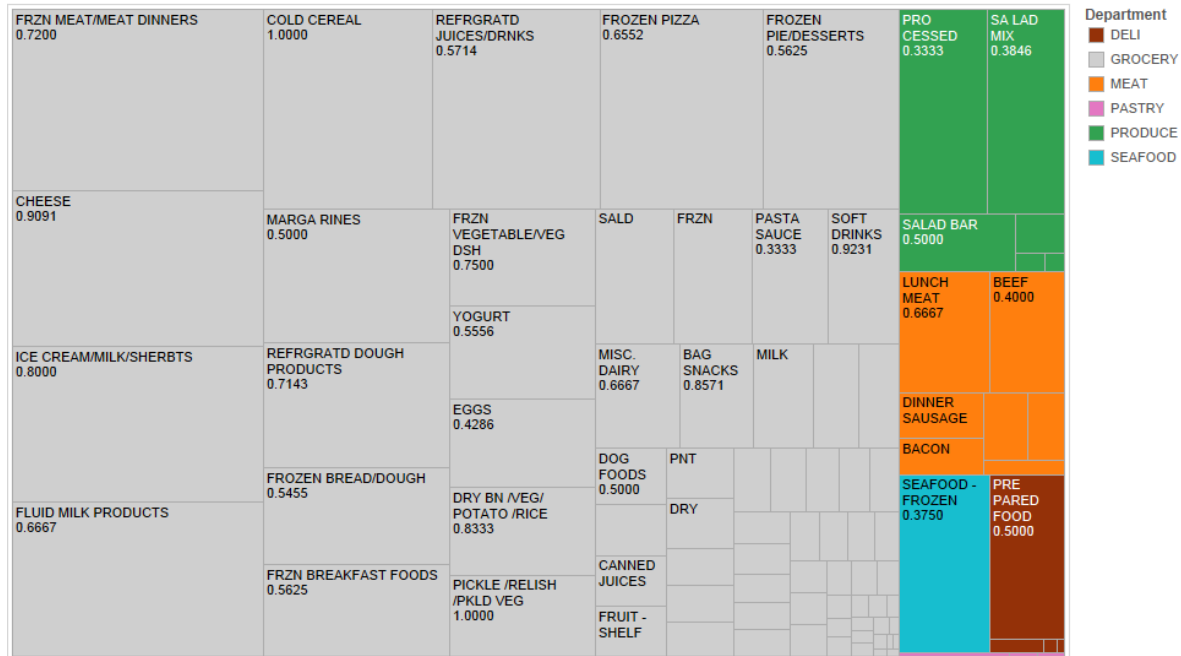 FRZN MEAT/MEAT DINNERS
0.7200
CHEESE
0.9091
ICE CREAM/MILK/SHERBTS
0.8000
FLUID MILK PRODUCTS
0.6667
COLD CEREAL
1.0000
REFRGRATD
JUICES/DRNKS
0.5714
FROZEN PIZZA
0.6552
FROZEN
PIE/DESSERTS
0.5625
MARGA RINES
0.5000
REFRGRATD DOUGH
PRODUCTS
0.7143
FROZEN BREAD/DOUGH
0.5455
FRZN BREAKFAST FOODS
0.5625
FRZN
VEGETABLE/VEG
DSH
0.7500
YOGURT
0.5556
EGGS
0.4286
DRY BN /VEG/
POTATO /RICE
0.8333
PICKLE /RELISH
/PKLD VEG
1.0000
SALD
FRZN
PASTA
SAUCE
0.3333
SOFT
DRINKS
0.9231
MISC.
DAIRY
0.6667
BAG
SNACKS
0.8571
MILK
DOG
FOODS
0.5000
PNT
DRY
CANNED
JUICES
FRUIT -
SHELF
PRO
CESSED
0.3333
SA LAD
MIX
0.3846
SALAD BAR
0.5000
LUNCH
MEAT
0.6667
BEEF
0.4000
DINNER
SAUSAGE
BACON
SEAFOOD -
FROZEN
0.3750
PRE
PARED
FOOD
0.5000
Department
DELI
GROCERY
MEAT
PASTRY
PRODUCE
SEAFOOD